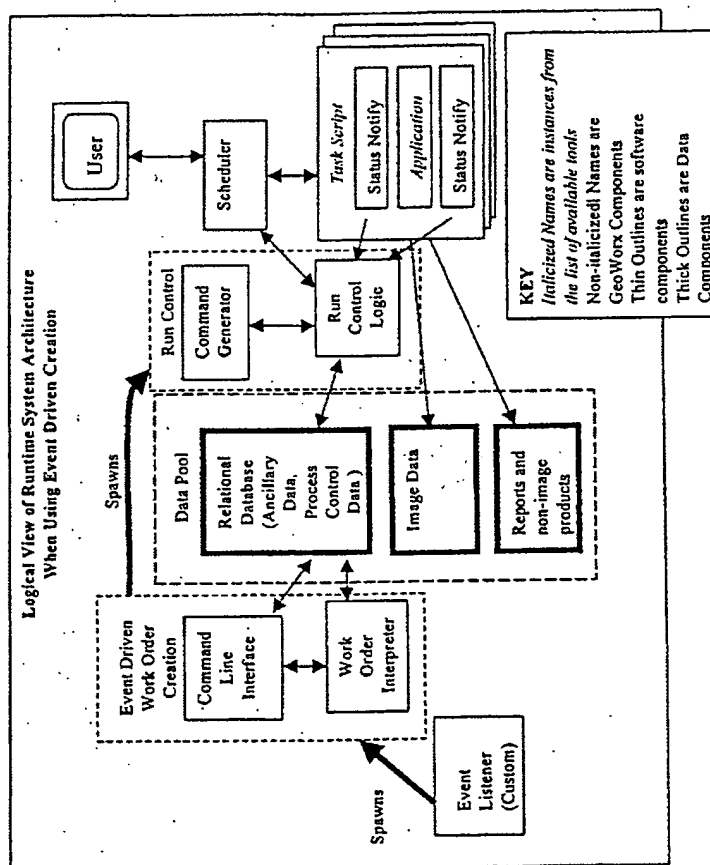 Logical View of Runtime System Architecture
When Using Event Driven Creation
Spawns
Event Driven
Work Order
Creation
Command
Line
Interface
Work
Order
Interpreter
Spawns
Event
Listener
(Custom)
Data Pool
Relational
Database
(Ancillary
Data,
Process
Control
Data )
Image Data
Reports and
non-image
products
Run Control
Command
Generator
Run
Control
Logic
User
Scheduler
Task Script
Status Notify
Application
Status Notify
KEY
Italicized Names are instances from
the list of available tools
Non-italicized| Names are
GeoWorx Components
Thin Outlines are software
components
Thick Outlines are Data
Components